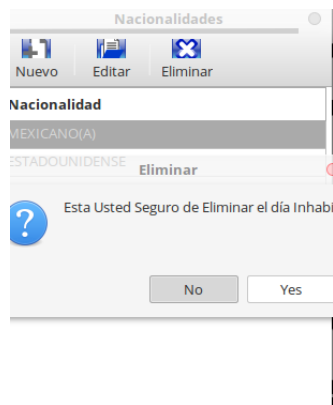 Nacionalidades
Nuevo Editar Eliminar
Nacionalidad
MEXICANO(A)
ESTADOUNIDENSE
Eliminar
Esta Usted Seguro de Eliminar el día Inhabi
No Yes